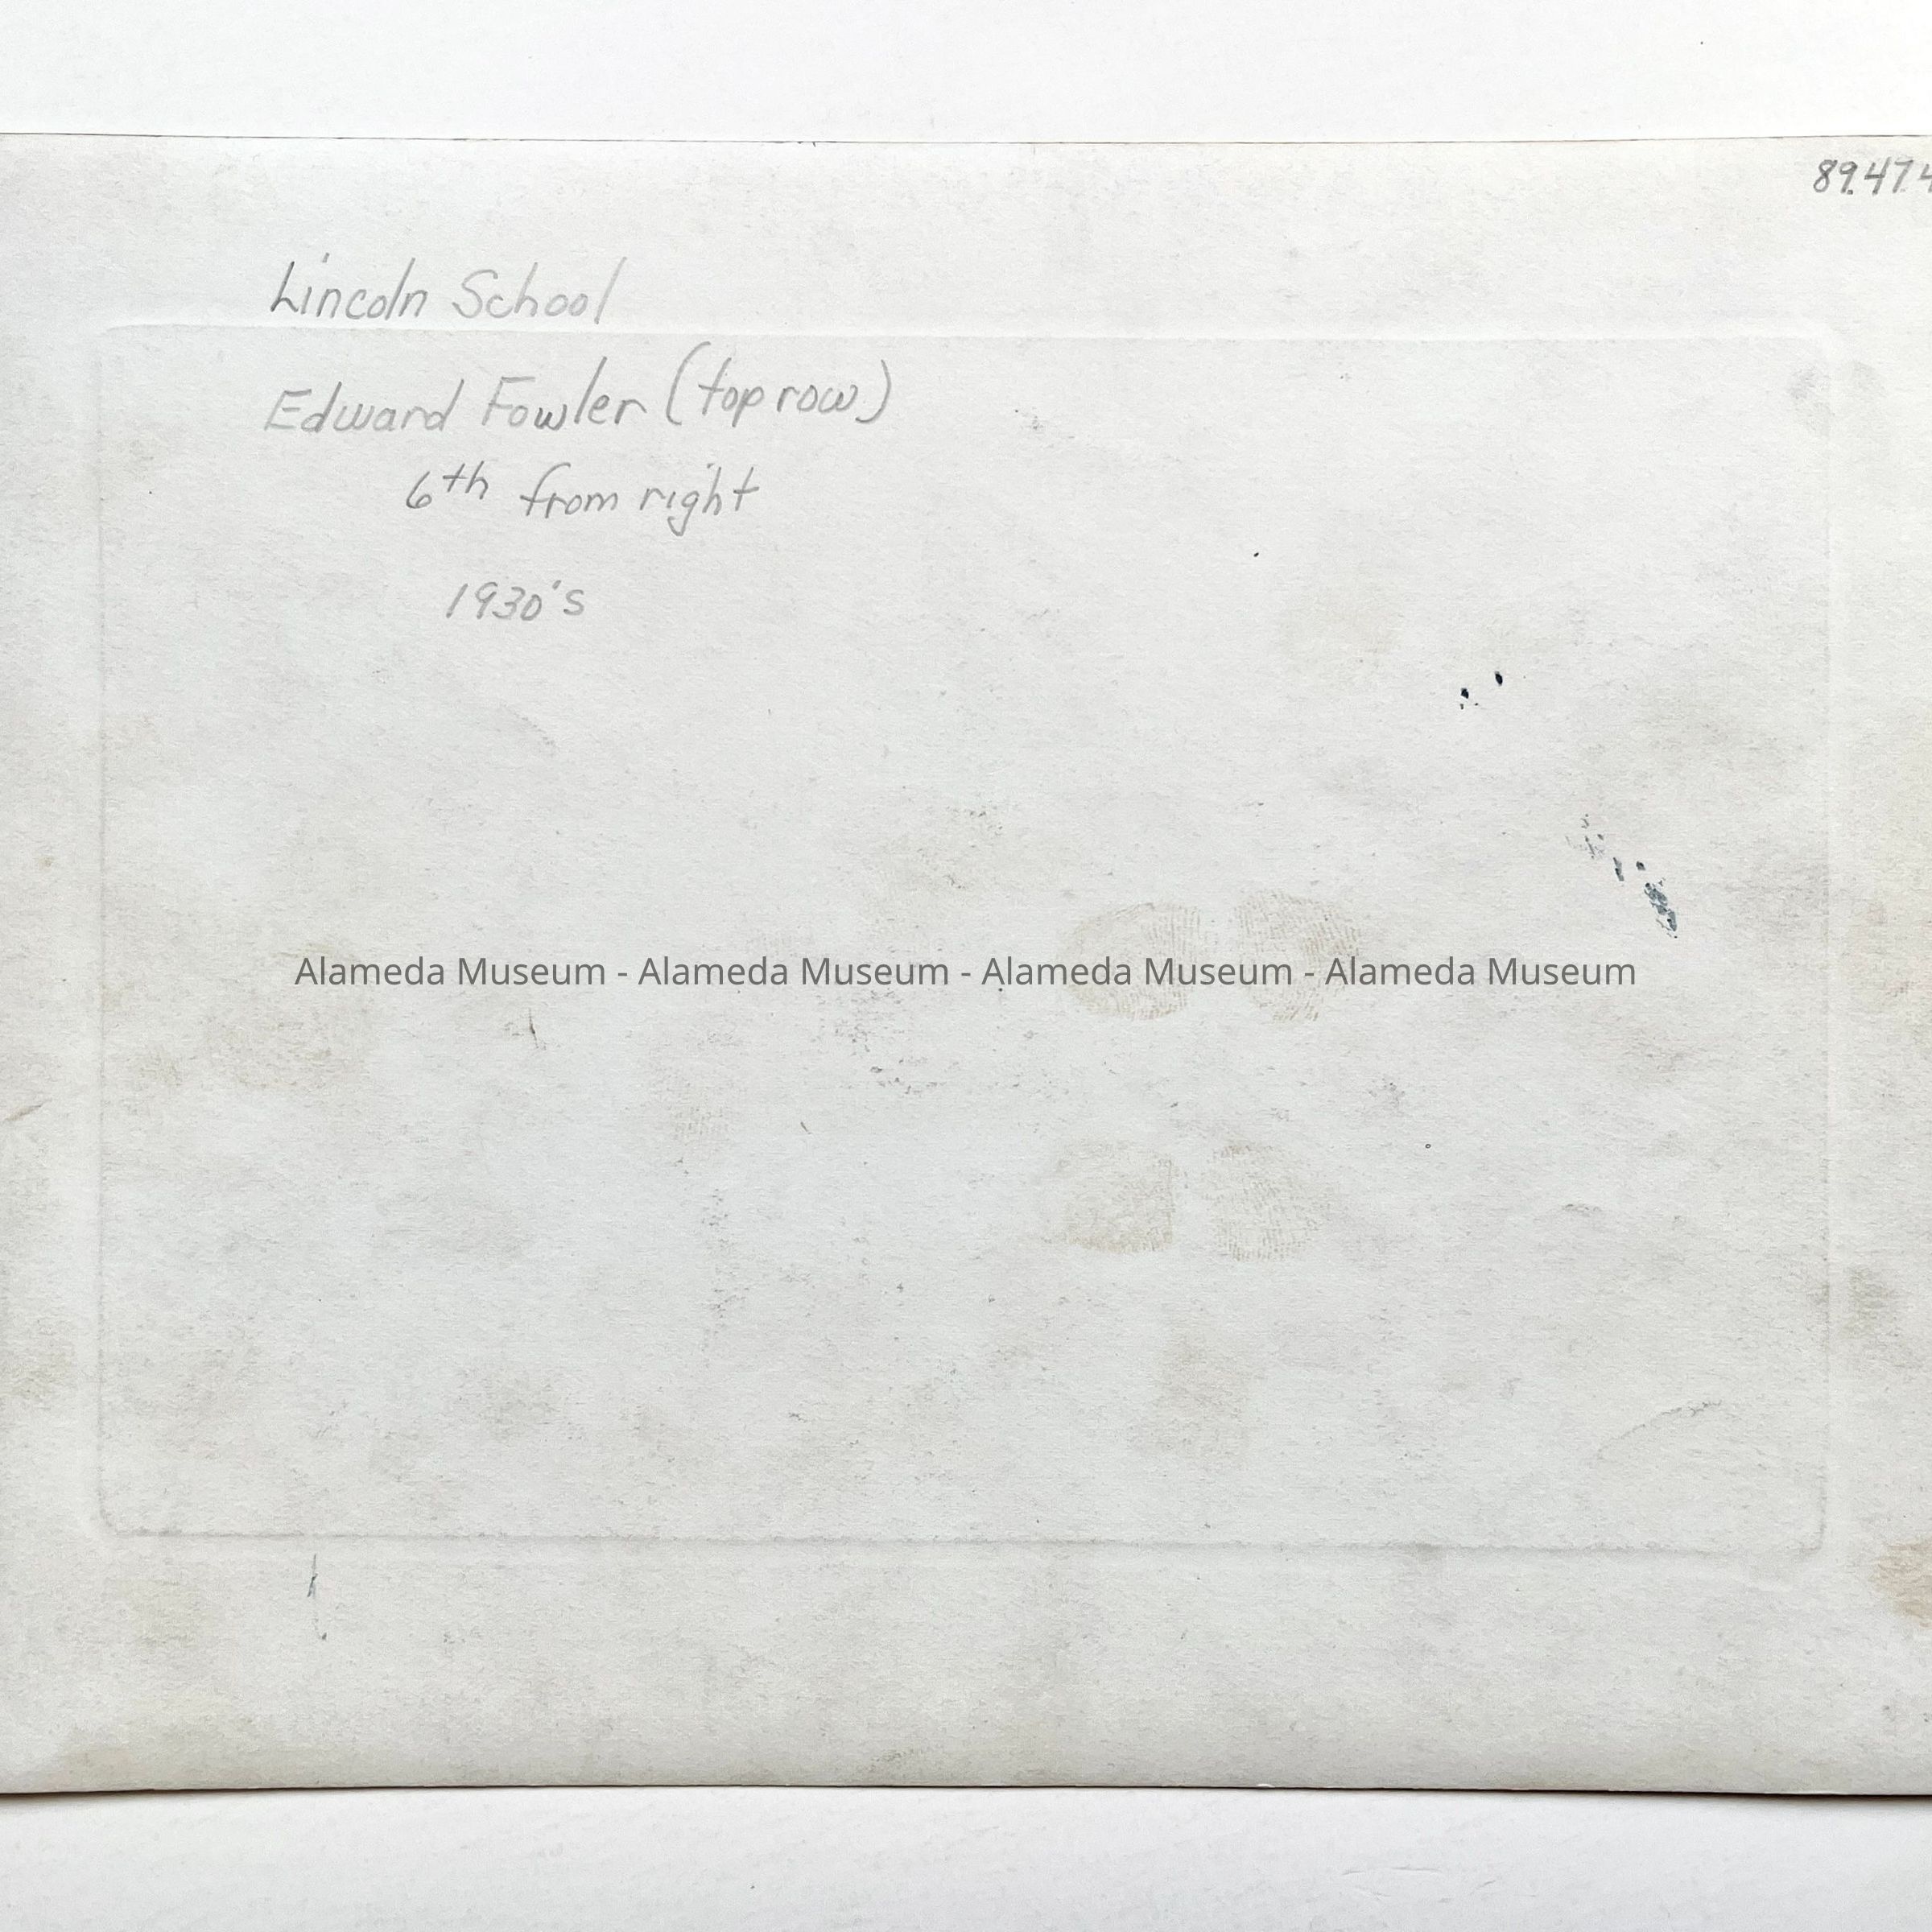 89.47.4
Lincoln School
Edward Fowler (top row)
6th from right
1930's
Alameda Museum - Alameda Museum - Alameda Museum - Alameda Museum